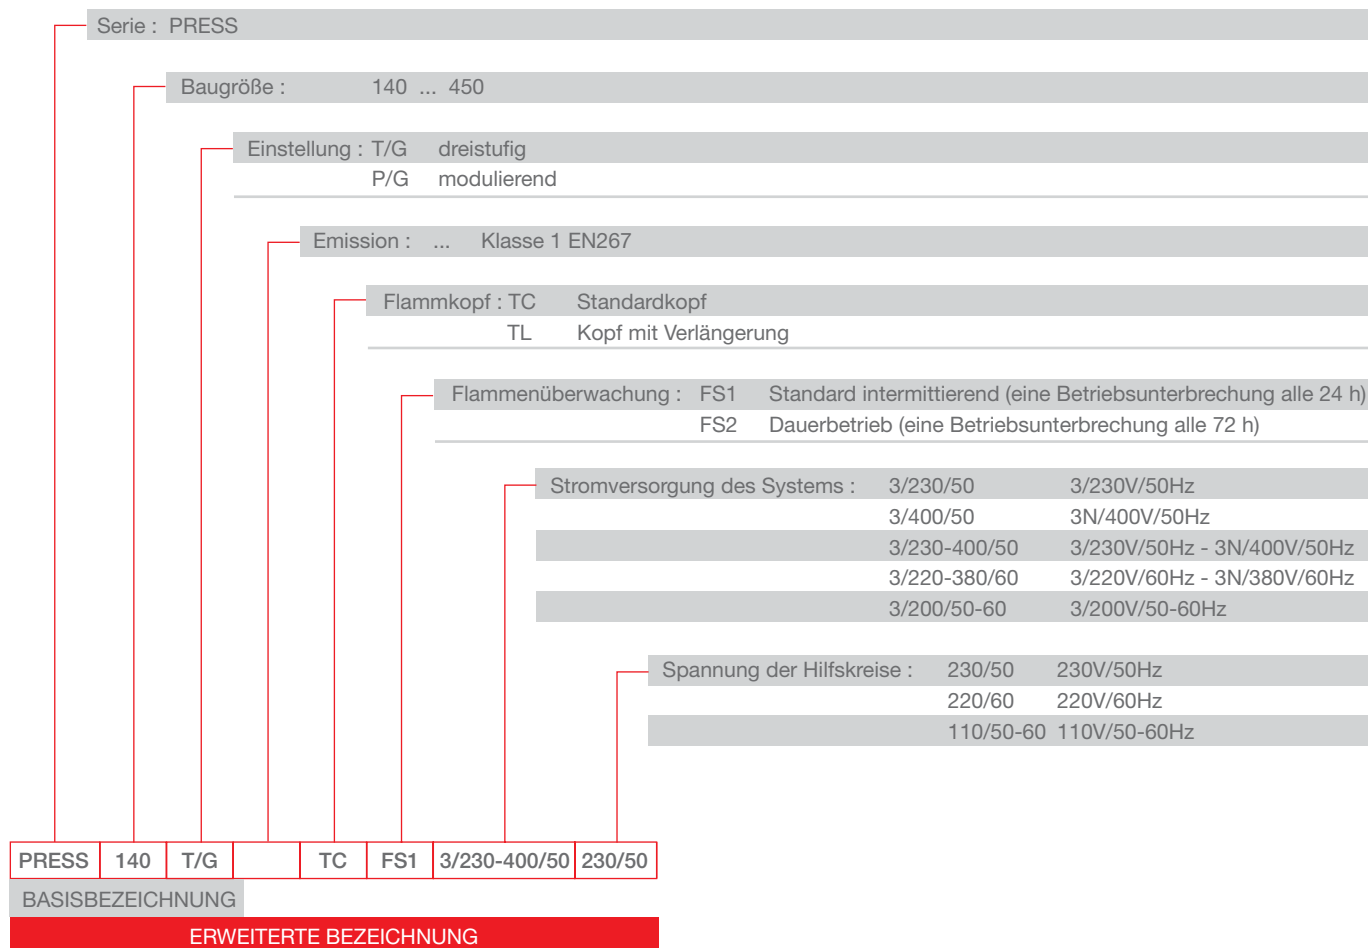 Serie : PRESS
Baugröße : 140 ... 450
Einstellung : T/G dreistufig
P/G modulierend
Emission : ... Klasse 1 EN267
Flammkopf : TC Standardkopf
TL Kopf mit Verlängerung
Flammenüberwachung : FS1 Standard intermittierend (eine Betriebsunterbrechung alle 24 h)
FS2 Dauerbetrieb (eine Betriebsunterbrechung alle 72 h)
Stromversorgung des Systems : 3/230/50 3/230V/50Hz
3/400/50 3N/400V/50Hz
3/230-400/50 3/230V/50Hz - 3N/400V/50Hz
3/220-380/60 3/220V/60Hz - 3N/380V/60Hz
3/200/50-60 3/200V/50-60Hz
Spannung der Hilfskreise : 230/50 230V/50Hz
220/60 220V/60Hz
110/50-60 110V/50-60Hz
PRESS 140 T/G TC FS1 3/230-400/50 230/50
BASISBEZEICHNUNG
ERWEITERTE BEZEICHNUNG